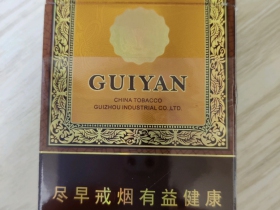 GUIYAN
CHINA TOBACCO
GUIZHOU INDUSTRIAL CO.,LTD.
尽早戒烟有益健康